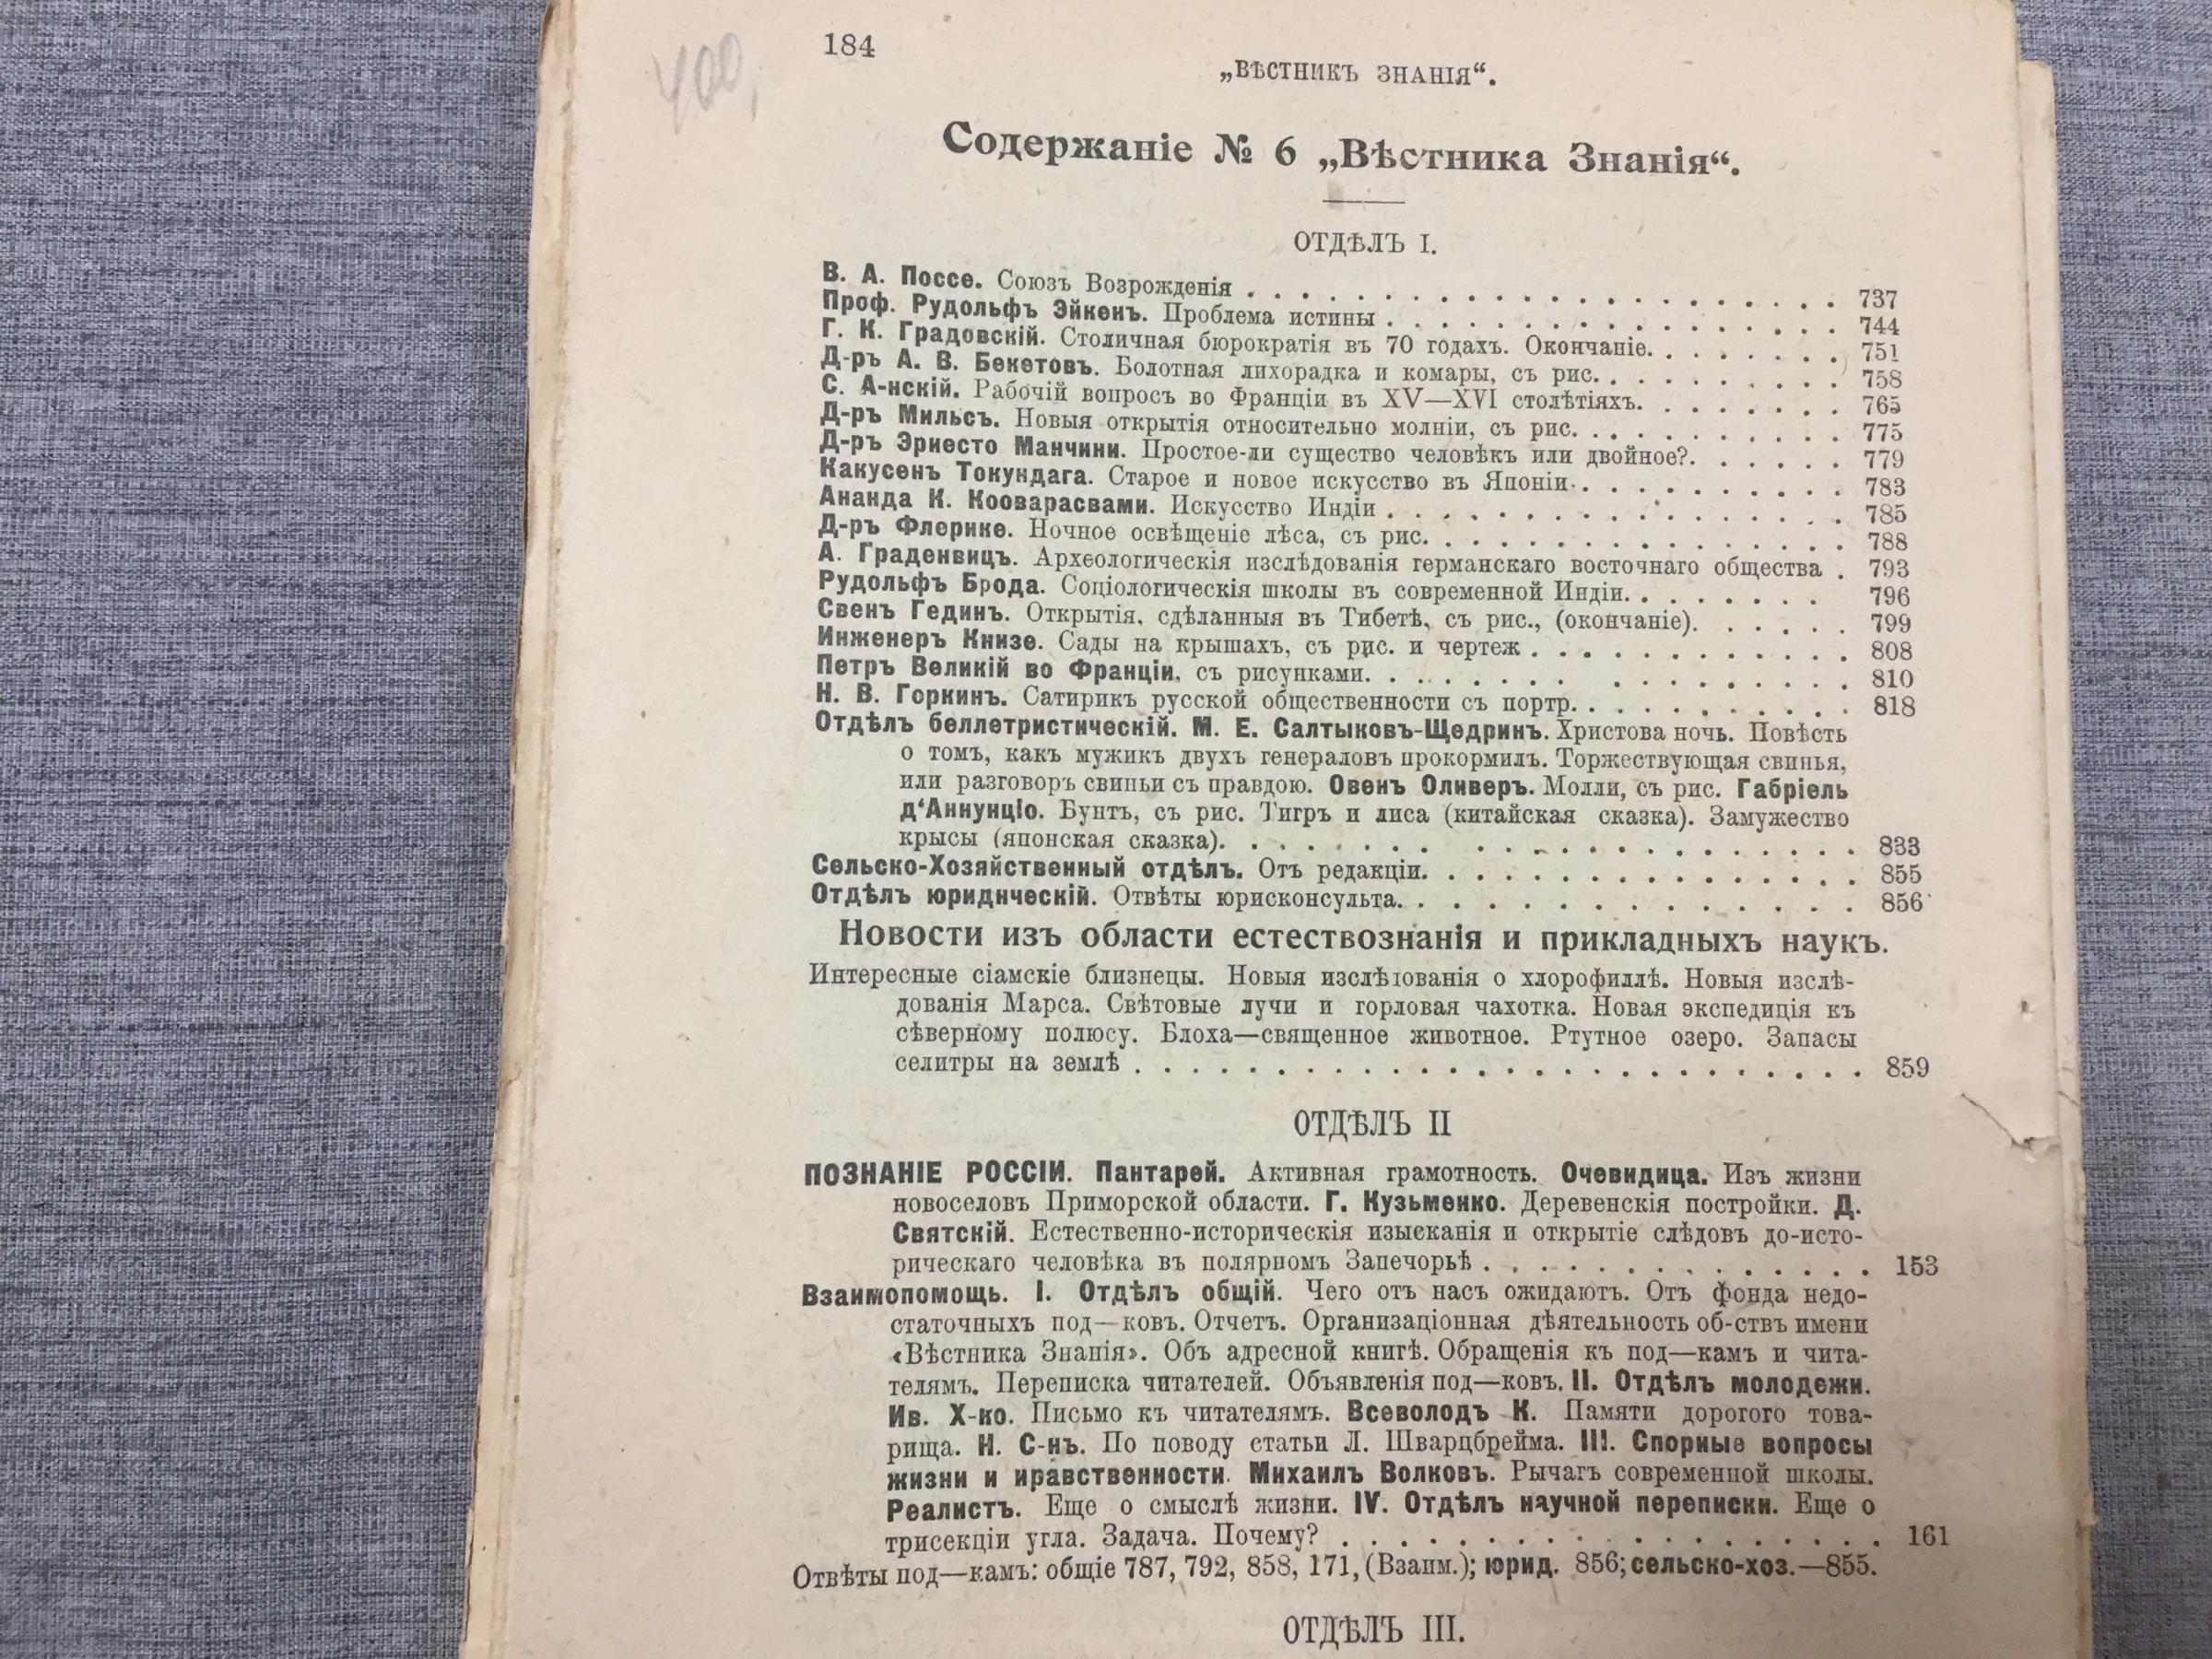 184
400,
„ВѢСТНИКЪ ЗНАНІЯ“.
Содержаніе № 6 „Вѣстника Знанія“.
ОТДѢЛЪ I.
В. А. Поссе. Союзъ Возрожденія . . . . . . . . . . . . . . . . . . . . . . 737
Проф. Рудольфъ Эйкенъ. Проблема истины . . . . . . . . . . . . . . . . . 744
Г. К. Градовскій. Столичная бюрократія въ 70 годахъ. Окончаніе. . . . . . . . 751
Д-ръ А. В. Бекетовъ. Болотная лихорадка и комары, съ рис. . . . . . . . . . 758
С. А-нскій. Рабочій вопросъ во Франціи въ XV—XVI столѣтіяхъ. . . . . . . . 765
Д-ръ Мильсъ. Новыя открытія относительно молніи, съ рис. . . . . . . . . . . 775
Д-ръ Эрнесто Манчини. Простое-ли существо человѣкъ или двойное?. . . . . . 779
Какусенъ Токундага. Старое и новое искусство въ Японіи . . . . . . . . . . 783
Ананда К. Кооварасвами. Искусство Индіи . . . . . . . . . . . . . . . . . 785
Д-ръ Флерике. Ночное освѣщеніе лѣса, съ рис. . . . . . . . . . . . . . . . 788
А. Граденвицъ. Археологическія изслѣдованія германскаго восточнаго общества . 793
Рудольфъ Брода. Соціологическія школы въ современной Индіи. . . . . . . . 796
Свенъ Гединъ. Открытія, сдѣланныя въ Тибетѣ, съ рис., (окончаніе). . . . . . 799
Инженеръ Книзе. Сады на крышахъ, съ рис. и чертеж . . . . . . . . . . . . 808
Петръ Великій во Франціи, съ рисунками. . . . . . . . . . . . . . . . . . 810
Н. В. Горкинъ. Сатирикъ русской общественности съ портр. . . . . . . . . . . 818
Отдѣлъ беллетристическій. М. Е. Салтыковъ-Щедринъ. Христова ночь. Повѣсть
о томъ, какъ мужикъ двухъ генераловъ прокормилъ. Торжествующая свинья,
или разговоръ свиньи съ правдою. Овенъ Оливеръ. Молли, съ рис. Габріель
д‘Аннунціо. Бунтъ, съ рис. Тигръ и лиса (китайская сказка). Замужество
крысы (японская сказка). . . . . . . . . . . . . . . . . . . . . . . 833
Сельско-Хозяйственный отдѣлъ. Отъ редакціи. . . . . . . . . . . . . . . . . 855
Отдѣлъ юридическій. Отвѣты юрисконсульта. . . . . . . . . . . . . . . . . 856
Новости изъ области естествознанія и прикладныхъ наукъ.
Интересные сіамскіе близнецы. Новыя изслѣдованія о хлорофиллѣ. Новыя изслѣ-
дованія Марса. Свѣтовые лучи и горловая чахотка. Новая экспедиція къ
сѣверному полюсу. Блоха—священное животное. Ртутное озеро. Запасы
селитры на землѣ . . . . . . . . . . . . . . . . . . . . . . . . . . . 859
ОТДѢЛЪ II
ПОЗНАНІЕ РОССІИ. Пантарей. Активная грамотность. Очевидица. Изъ жизни
новоселовъ Приморской области. Г. Кузьменко. Деревенскія постройки. Д.
Святскій. Естественно-историческія изысканія и открытіе слѣдовъ до-исто-
рическаго человѣка въ полярномъ Запечорьѣ . . . . . . . . . . . . . . 153
Взаимопомощь. I. Отдѣлъ общій. Чего отъ насъ ожидаютъ. Отъ фонда недо-
статочныхъ под—ковъ. Отчетъ. Организаціонная дѣятельность об-ствъ имени
«Вѣстника Знанія». Объ адресной книгѣ. Обращенія къ под—камъ и чита-
телямъ. Переписка читателей. Объявленія под—ковъ. II. Отдѣлъ молодежи.
Ив. Х-ко. Письмо къ читателямъ. Всеволодъ К. Памяти дорогого това-
рища. Н. С-нъ. По поводу статьи Л. Шварцбрейма. III. Спорные вопросы
жизни и нравственности. Михаилъ Волковъ. Рычагъ современной школы.
Реалистъ. Еще о смыслѣ жизни. IV. Отдѣлъ научной переписки. Еще о
трисекціи угла. Задача. Почему? . . . . . . . . . . . . . . . . . . . . 161
Отвѣты под—камъ: общіе 787, 792, 858, 171, (Взаим.); юрид. 856; сельско-хоз.—855.
ОТДѢЛЪ III.